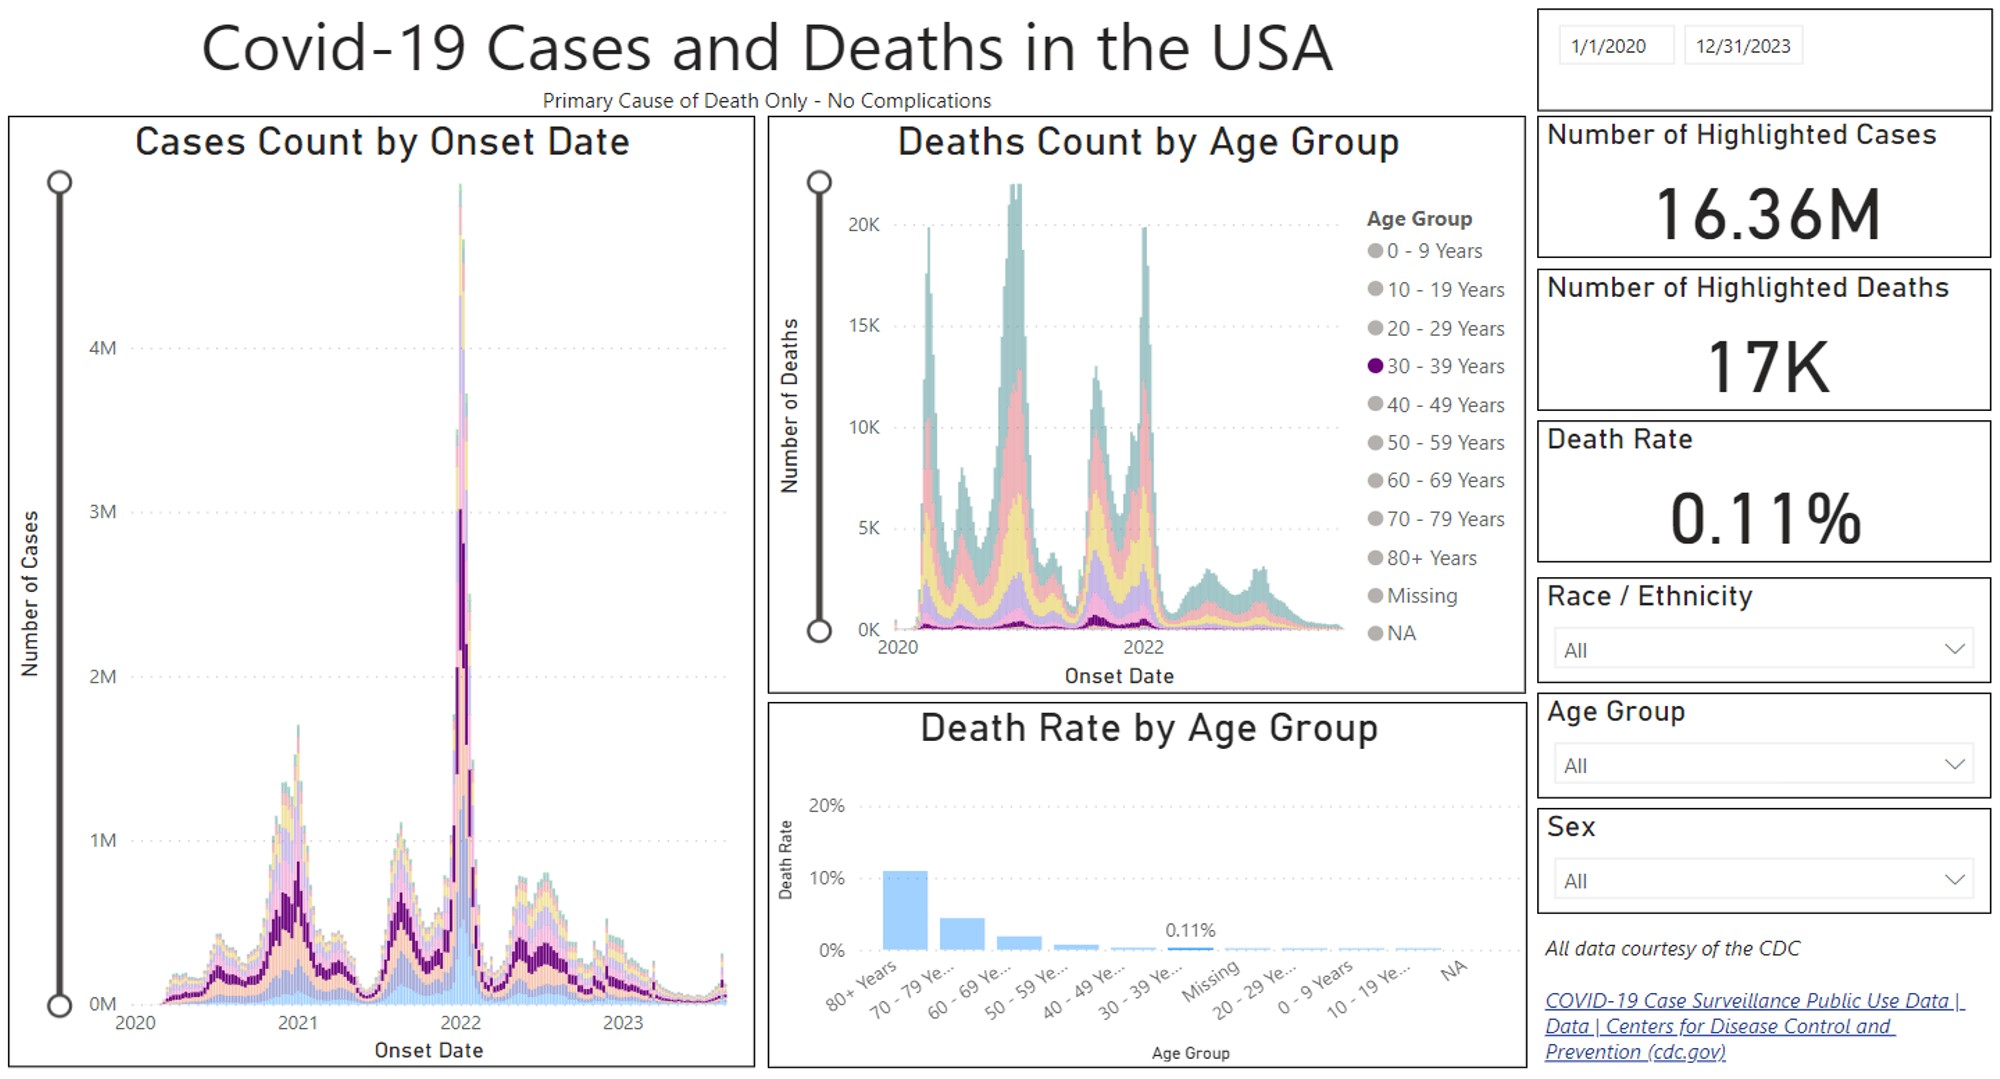 Covid-19 Cases and Deaths in the USA
Primary Cause of Death Only - No Complications
1/1/2020
12/31/2023
Cases Count by Onset Date
Number of Cases
4M
3M
2M
1M
0M
2020
2021
2022
2023
Onset Date
Deaths Count by Age Group
Number of Deaths
20K
15K
10K
5K
0K
2020
2022
Onset Date
Age Group
0 - 9 Years
10 - 19 Years
20 - 29 Years
30 - 39 Years
40 - 49 Years
50 - 59 Years
60 - 69 Years
70 - 79 Years
80+ Years
Missing
NA
Death Rate by Age Group
Death Rate
20%
10%
0%
0.11%
80+ Years
70 - 79 Ye...
60 - 69 Ye...
50 - 59 Ye...
40 - 49 Ye...
30 - 39 Ye...
Missing
20 - 29 Ye...
0 - 9 Years
10 - 19 Ye...
NA
Age Group
Number of Highlighted Cases
16.36M
Number of Highlighted Deaths
17K
Death Rate
0.11%
Race / Ethnicity
All
Age Group
All
Sex
All
All data courtesy of the CDC
COVID-19 Case Surveillance Public Use Data |
Data | Centers for Disease Control and
Prevention (cdc.gov)